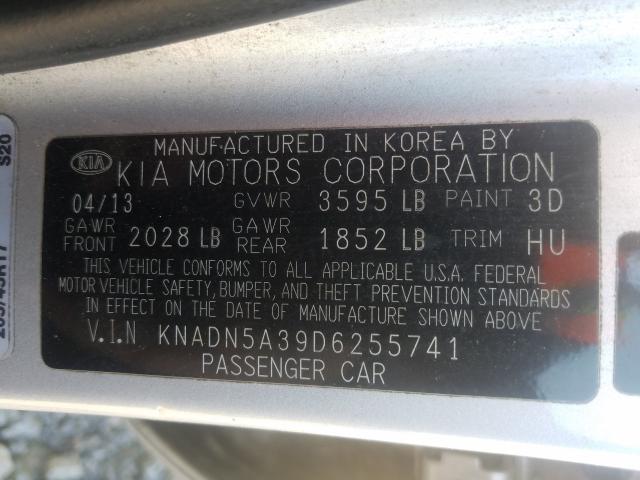 MANUFACTURED IN KOREA BY
KIA KIA MOTORS CORPORATION
04/13 GVWR 3595 LB PAINT 3D
GAWR FRONT 2028 LB GAWR REAR 1852 LB TRIM HU
THIS VEHICLE CONFORMS TO ALL APPLICABLE U.S.A. FEDERAL
MOTOR VEHICLE SAFETY, BUMPER, AND THEFT PREVENTION STANDARDS
IN EFFECT ON THE DATE OF MANUFACTURE SHOWN ABOVE
V.I.N KNADN5A39D6255741
PASSENGER CAR
S20